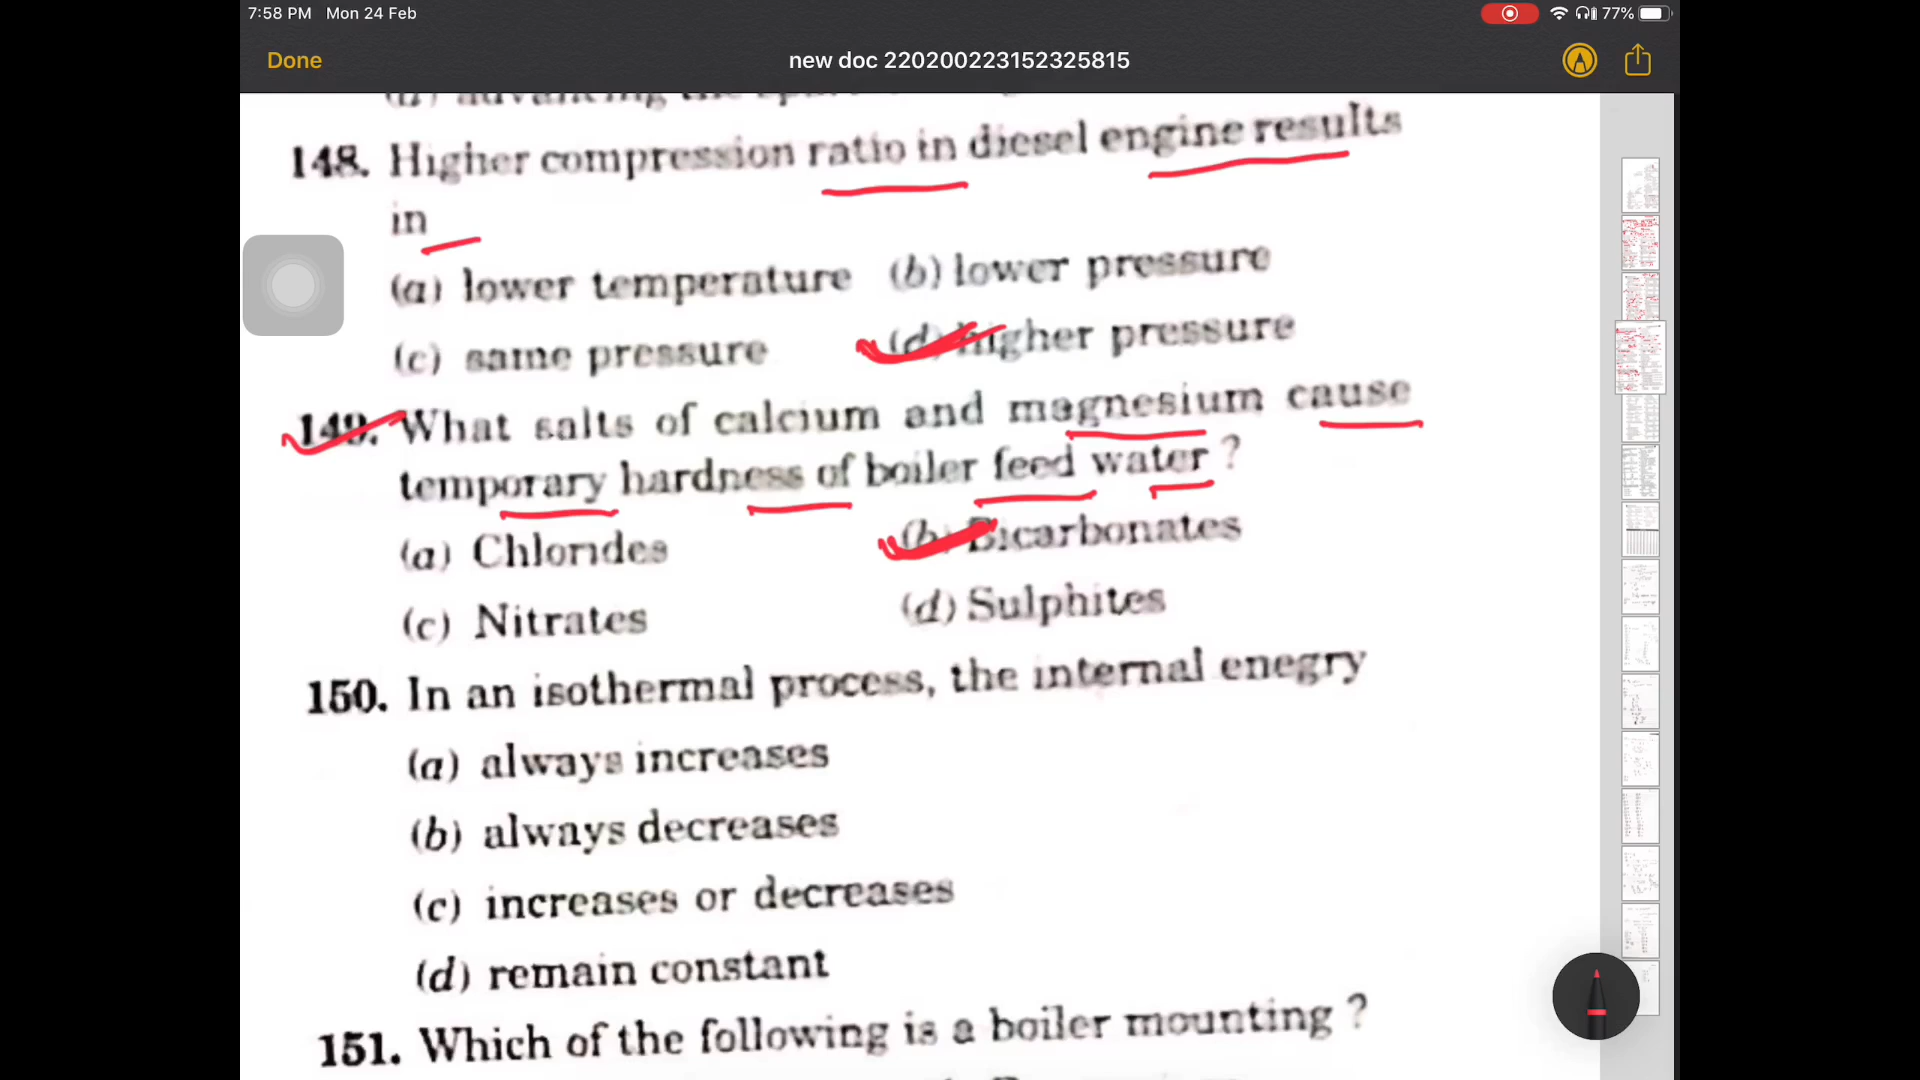 7:58 PM Mon 24 Feb
77%
Done
new doc 220200223152325815
148. Higher compression ratio in diesel engine results
in
(a) lower temperature (b) lower pressure
(c) same pressure (d) higher pressure
149. What salts of calcium and magnesium cause
temporary hardness of boiler feed water ?
(a) Chlorides (b) Bicarbonates
(c) Nitrates (d) Sulphites
150. In an isothermal process, the internal enegry
(a) always increases
(b) always decreases
(c) increases or decreases
(d) remain constant
151. Which of the following is a boiler mounting ?